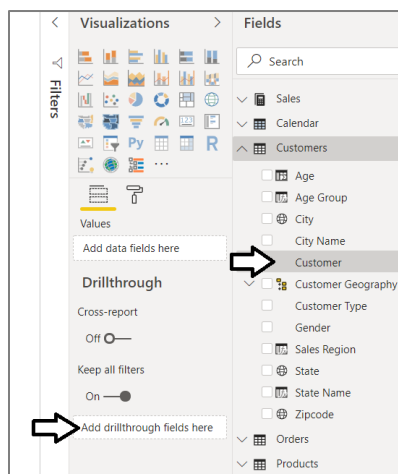 Visualizations
Fields
Filters
Search
123
Py
R
Sales
Calendar
Customers
Age
Age Group
City
City Name
Customer
Customer Geography
Customer Type
Gender
Sales Region
State
State Name
Zipcode
Orders
Products
Values
Add data fields here
Drillthrough
Cross-report
Off
Keep all filters
On
Add drillthrough fields here